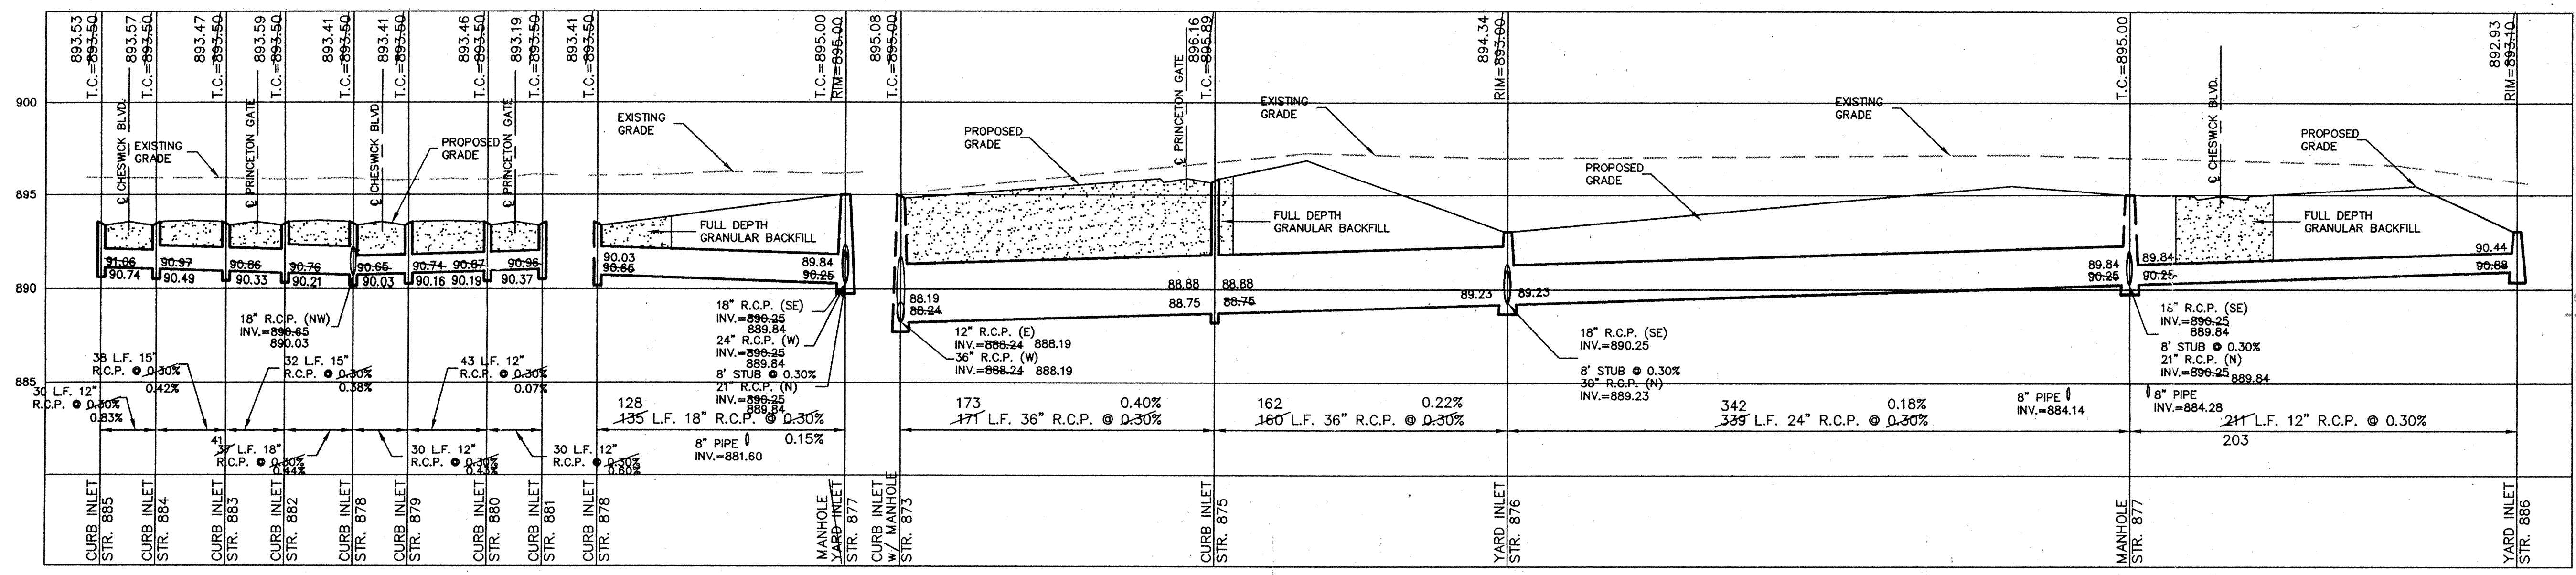 893.53
T.C.=893.50
893.57
T.C.=893.50
893.47
T.C.=893.50
893.59
T.C.=893.50
893.41
T.C.=893.50
893.41
T.C.=893.50
893.46
T.C.=893.50
893.19
T.C.=893.50
893.41
T.C.=893.50
T.C.=895.00
RIM=895.00
895.08
T.C.=895.00
896.16
T.C.=895.89
894.34
RIM=893.00
T.C.=895.00
892.93
RIM=893.10
900
895
890
885
℄ CHESWICK BLVD.
℄ PRINCETON GATE
℄ CHESWICK BLVD.
℄ PRINCETON GATE
℄ PRINCETON GATE
℄ CHESWICK BLVD.
EXISTING
GRADE
PROPOSED
GRADE
EXISTING
GRADE
PROPOSED
GRADE
EXISTING
GRADE
PROPOSED
GRADE
EXISTING
GRADE
PROPOSED
GRADE
FULL DEPTH
GRANULAR BACKFILL
FULL DEPTH
GRANULAR BACKFILL
FULL DEPTH
GRANULAR BACKFILL
91.06 90.97 90.86 90.76 90.65 90.74 90.87 90.96
90.74 90.49 90.33 90.21 90.03 90.16 90.19 90.37
90.03
90.65
89.84
90.25
88.19
88.24
88.88 88.88
88.75 88.75
89.23 89.23
89.84 89.84
90.25 90.25
90.44
90.88
18" R.C.P. (NW)
INV.=890.65
890.03
18" R.C.P. (SE)
INV.=890.25
889.84
24" R.C.P. (W)
INV.=890.25
889.84
8' STUB @ 0.30%
21" R.C.P. (N)
INV.=890.25
889.84
12" R.C.P. (E)
INV.=888.24 888.19
36" R.C.P. (W)
INV.=888.24 888.19
18" R.C.P. (SE)
INV.=890.25
8' STUB @ 0.30%
30" R.C.P. (N)
INV.=889.23
R.C.P. (SE)
INV.=890.25
889.84
8' STUB @ 0.30%
21" R.C.P. (N)
INV.=890.25
889.84
30 L.F. 12"
R.C.P. @ 0.30%
0.83%
38 L.F. 15"
R.C.P. @ 0.30%
0.42%
32 L.F. 15"
R.C.P. @ 0.30%
0.38%
43 L.F. 12"
R.C.P. @ 0.30%
0.07%
41
37 L.F. 18"
R.C.P. @ 0.30%
0.44%
30 L.F. 12"
R.C.P. @ 0.30%
0.43%
30 L.F. 12"
R.C.P. @ 0.30%
0.60%
128
135 L.F. 18" R.C.P. @ 0.30%
0.15%
8" PIPE
INV.=881.60
173 0.40%
171 L.F. 36" R.C.P. @ 0.30%
162 0.22%
160 L.F. 36" R.C.P. @ 0.30%
342 0.18%
339 L.F. 24" R.C.P. @ 0.30%
8" PIPE
INV.=884.14
8" PIPE
INV.=884.28
211 L.F. 12" R.C.P. @ 0.30%
203
CURB INLET
STR. 885
CURB INLET
STR. 884
CURB INLET
STR. 883
CURB INLET
STR. 882
CURB INLET
STR. 878
CURB INLET
STR. 879
CURB INLET
STR. 880
CURB INLET
STR. 881
CURB INLET
STR. 878
MANHOLE
YARD INLET
STR. 877
CURB INLET
w/ MANHOLE
STR. 873
CURB INLET
STR. 875
YARD INLET
STR. 876
MANHOLE
STR. 877
YARD INLET
STR. 886